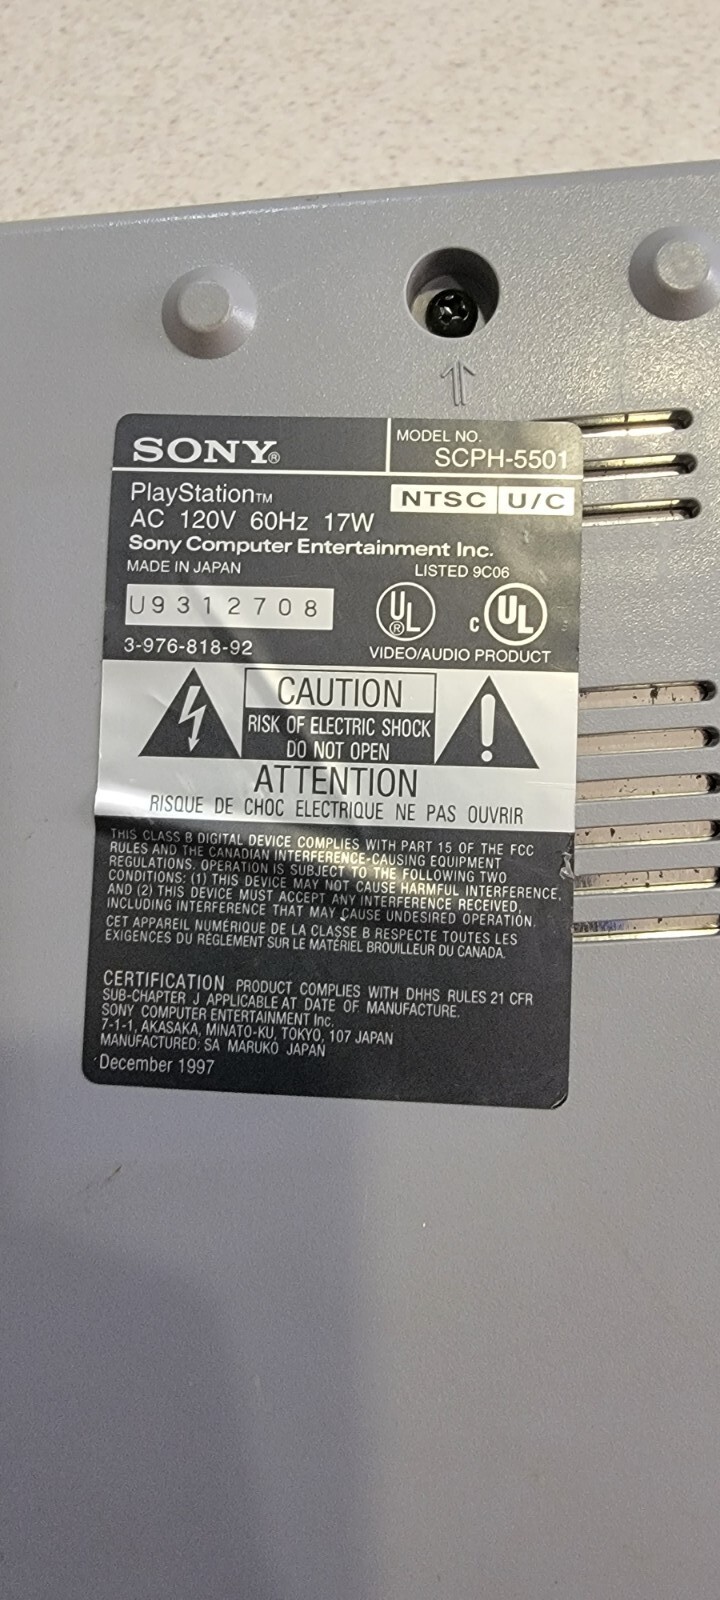 SONY®
MODEL NO.
SCPH-5501
PlayStation™
NTSC U/C
AC 120V 60Hz 17W
Sony Computer Entertainment Inc.
MADE IN JAPAN
LISTED 9C06
U9312708
UL®
c UL
3-976-818-92
VIDEO/AUDIO PRODUCT
CAUTION
RISK OF ELECTRIC SHOCK
DO NOT OPEN
ATTENTION
RISQUE DE CHOC ELECTRIQUE NE PAS OUVRIR
THIS CLASS B DIGITAL DEVICE COMPLIES WITH PART 15 OF THE FCC
RULES AND THE CANADIAN INTERFERENCE-CAUSING EQUIPMENT
REGULATIONS. OPERATION IS SUBJECT TO THE FOLLOWING TWO
CONDITIONS: (1) THIS DEVICE MAY NOT CAUSE HARMFUL INTERFERENCE,
AND (2) THIS DEVICE MUST ACCEPT ANY INTERFERENCE RECEIVED,
INCLUDING INTERFERENCE THAT MAY CAUSE UNDESIRED OPERATION.
CET APPAREIL NUMÉRIQUE DE LA CLASSE B RESPECTE TOUTES LES
EXIGENCES DU RÉGLEMENT SUR LE MATÉRIEL BROUILLEUR DU CANADA.
CERTIFICATION PRODUCT COMPLIES WITH DHHS RULES 21 CFR
SUB-CHAPTER J APPLICABLE AT DATE OF MANUFACTURE.
SONY COMPUTER ENTERTAINMENT Inc.
7-1-1, AKASAKA, MINATO-KU, TOKYO, 107 JAPAN
MANUFACTURED: SA MARUKO JAPAN
December 1997